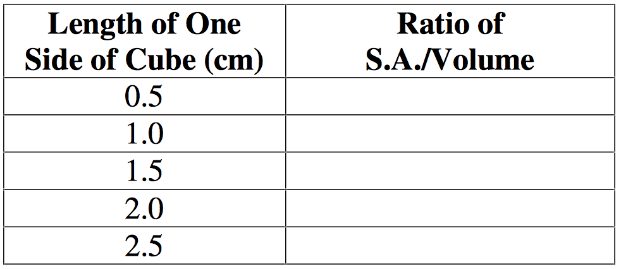 Length of One Ratio of
Side of Cube (cm) S.A./Volume
0.5
1.0
1.5
2.0
2.5